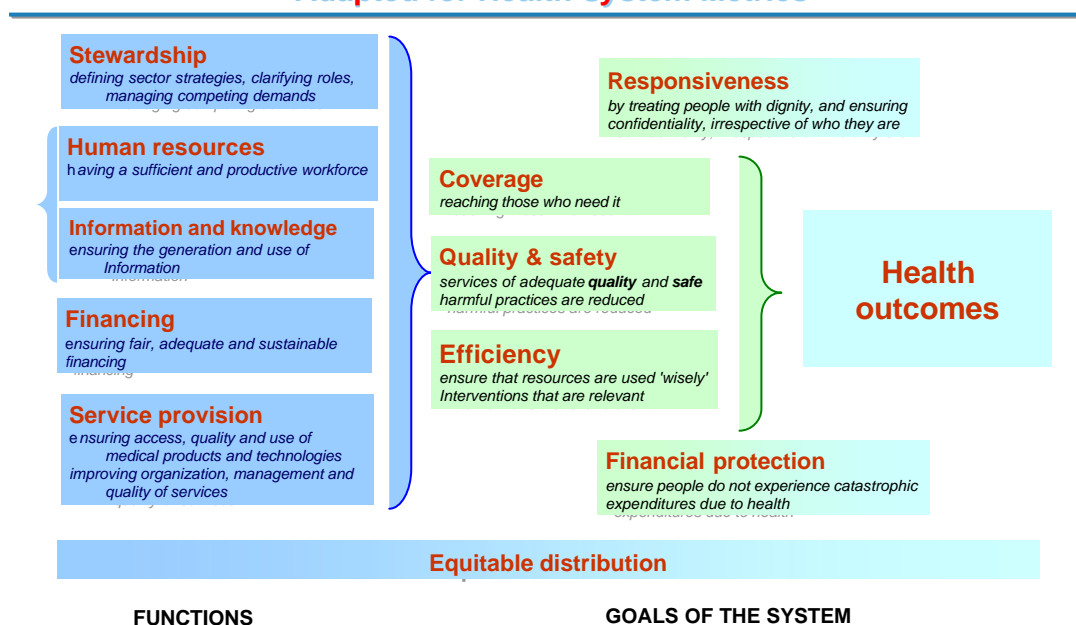 Adapted for Health System Metrics
Stewardship
defining sector strategies, clarifying roles,
managing competing demands
Human resources
having a sufficient and productive workforce
Information and knowledge
ensuring the generation and use of
Information
Financing
ensuring fair, adequate and sustainable
financing
Service provision
ensuring access, quality and use of
medical products and technologies
improving organization, management and
quality of services
Responsiveness
by treating people with dignity, and ensuring
confidentiality, irrespective of who they are
Coverage
reaching those who need it
Quality & safety
services of adequate quality and safe
harmful practices are reduced
Efficiency
ensure that resources are used 'wisely'
Interventions that are relevant
Financial protection
ensure people do not experience catastrophic
expenditures due to health
Health
outcomes
Equitable distribution
FUNCTIONS
GOALS OF THE SYSTEM